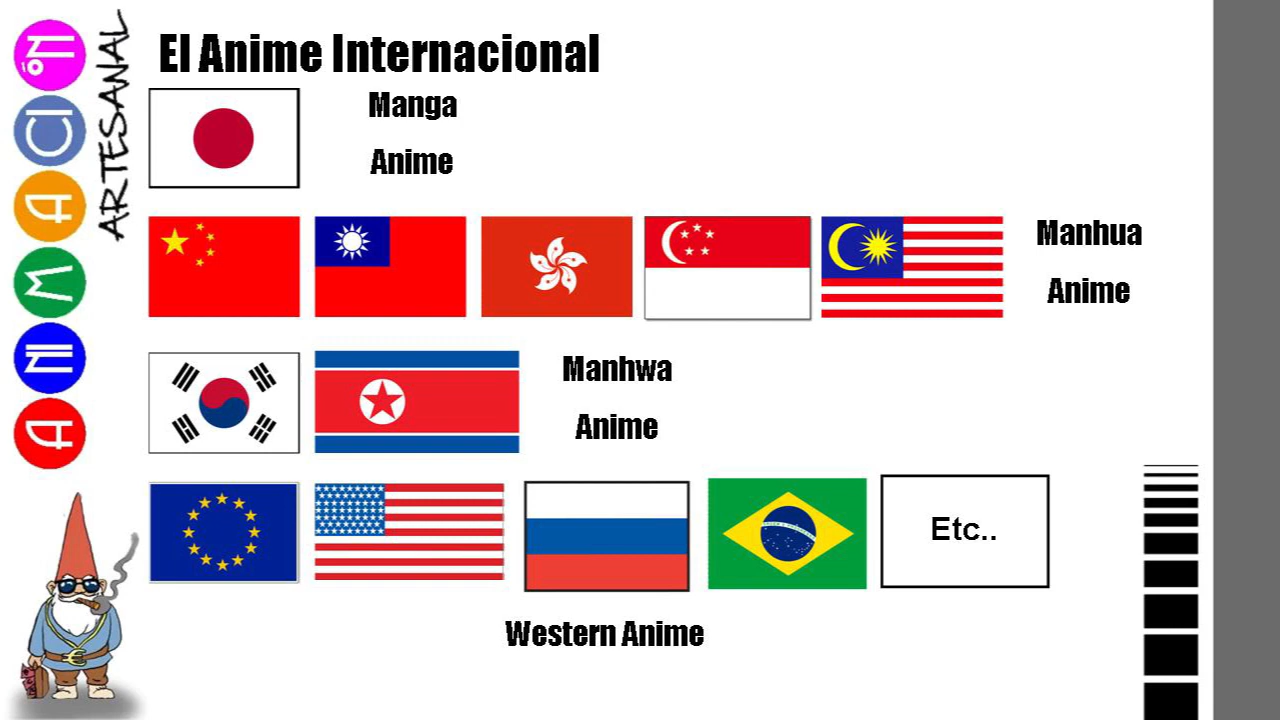 ANIMACIÓN
ARTESANAL
El Anime Internacional
Manga
Anime
Manhua
Anime
Manhwa
Anime
Etc..
Western Anime